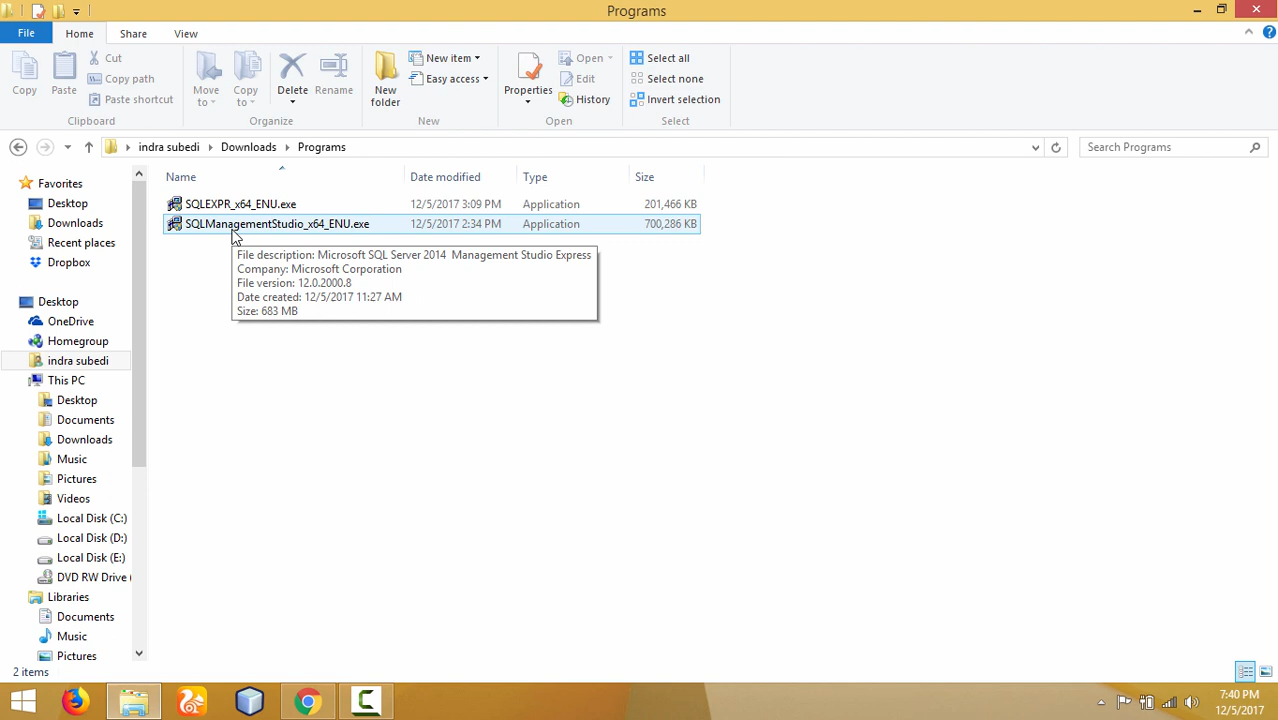 Programs
File Home Share View
Copy
Paste
Cut
Copy path
Paste shortcut
Clipboard
Move to
Copy to
Delete
Rename
Organize
New folder
New item
Easy access
New
Properties
Open
Edit
History
Open
Select all
Select none
Invert selection
Select
indra subedi Downloads Programs
Search Programs
Favorites
Desktop
Downloads
Recent places
Dropbox
Desktop
OneDrive
Homegroup
indra subedi
This PC
Desktop
Documents
Downloads
Music
Pictures
Videos
Local Disk (C:)
Local Disk (D:)
Local Disk (E:)
DVD RW Drive (
Libraries
Documents
Music
Pictures
Name Date modified Type Size
SQLEXPR_x64_ENU.exe 12/5/2017 3:09 PM Application 201,466 KB
SQLManagementStudio_x64_ENU.exe 12/5/2017 2:34 PM Application 700,286 KB
File description: Microsoft SQL Server 2014 Management Studio Express
Company: Microsoft Corporation
File version: 12.0.2000.8
Date created: 12/5/2017 11:27 AM
Size: 683 MB
2 items
7:40 PM
12/5/2017